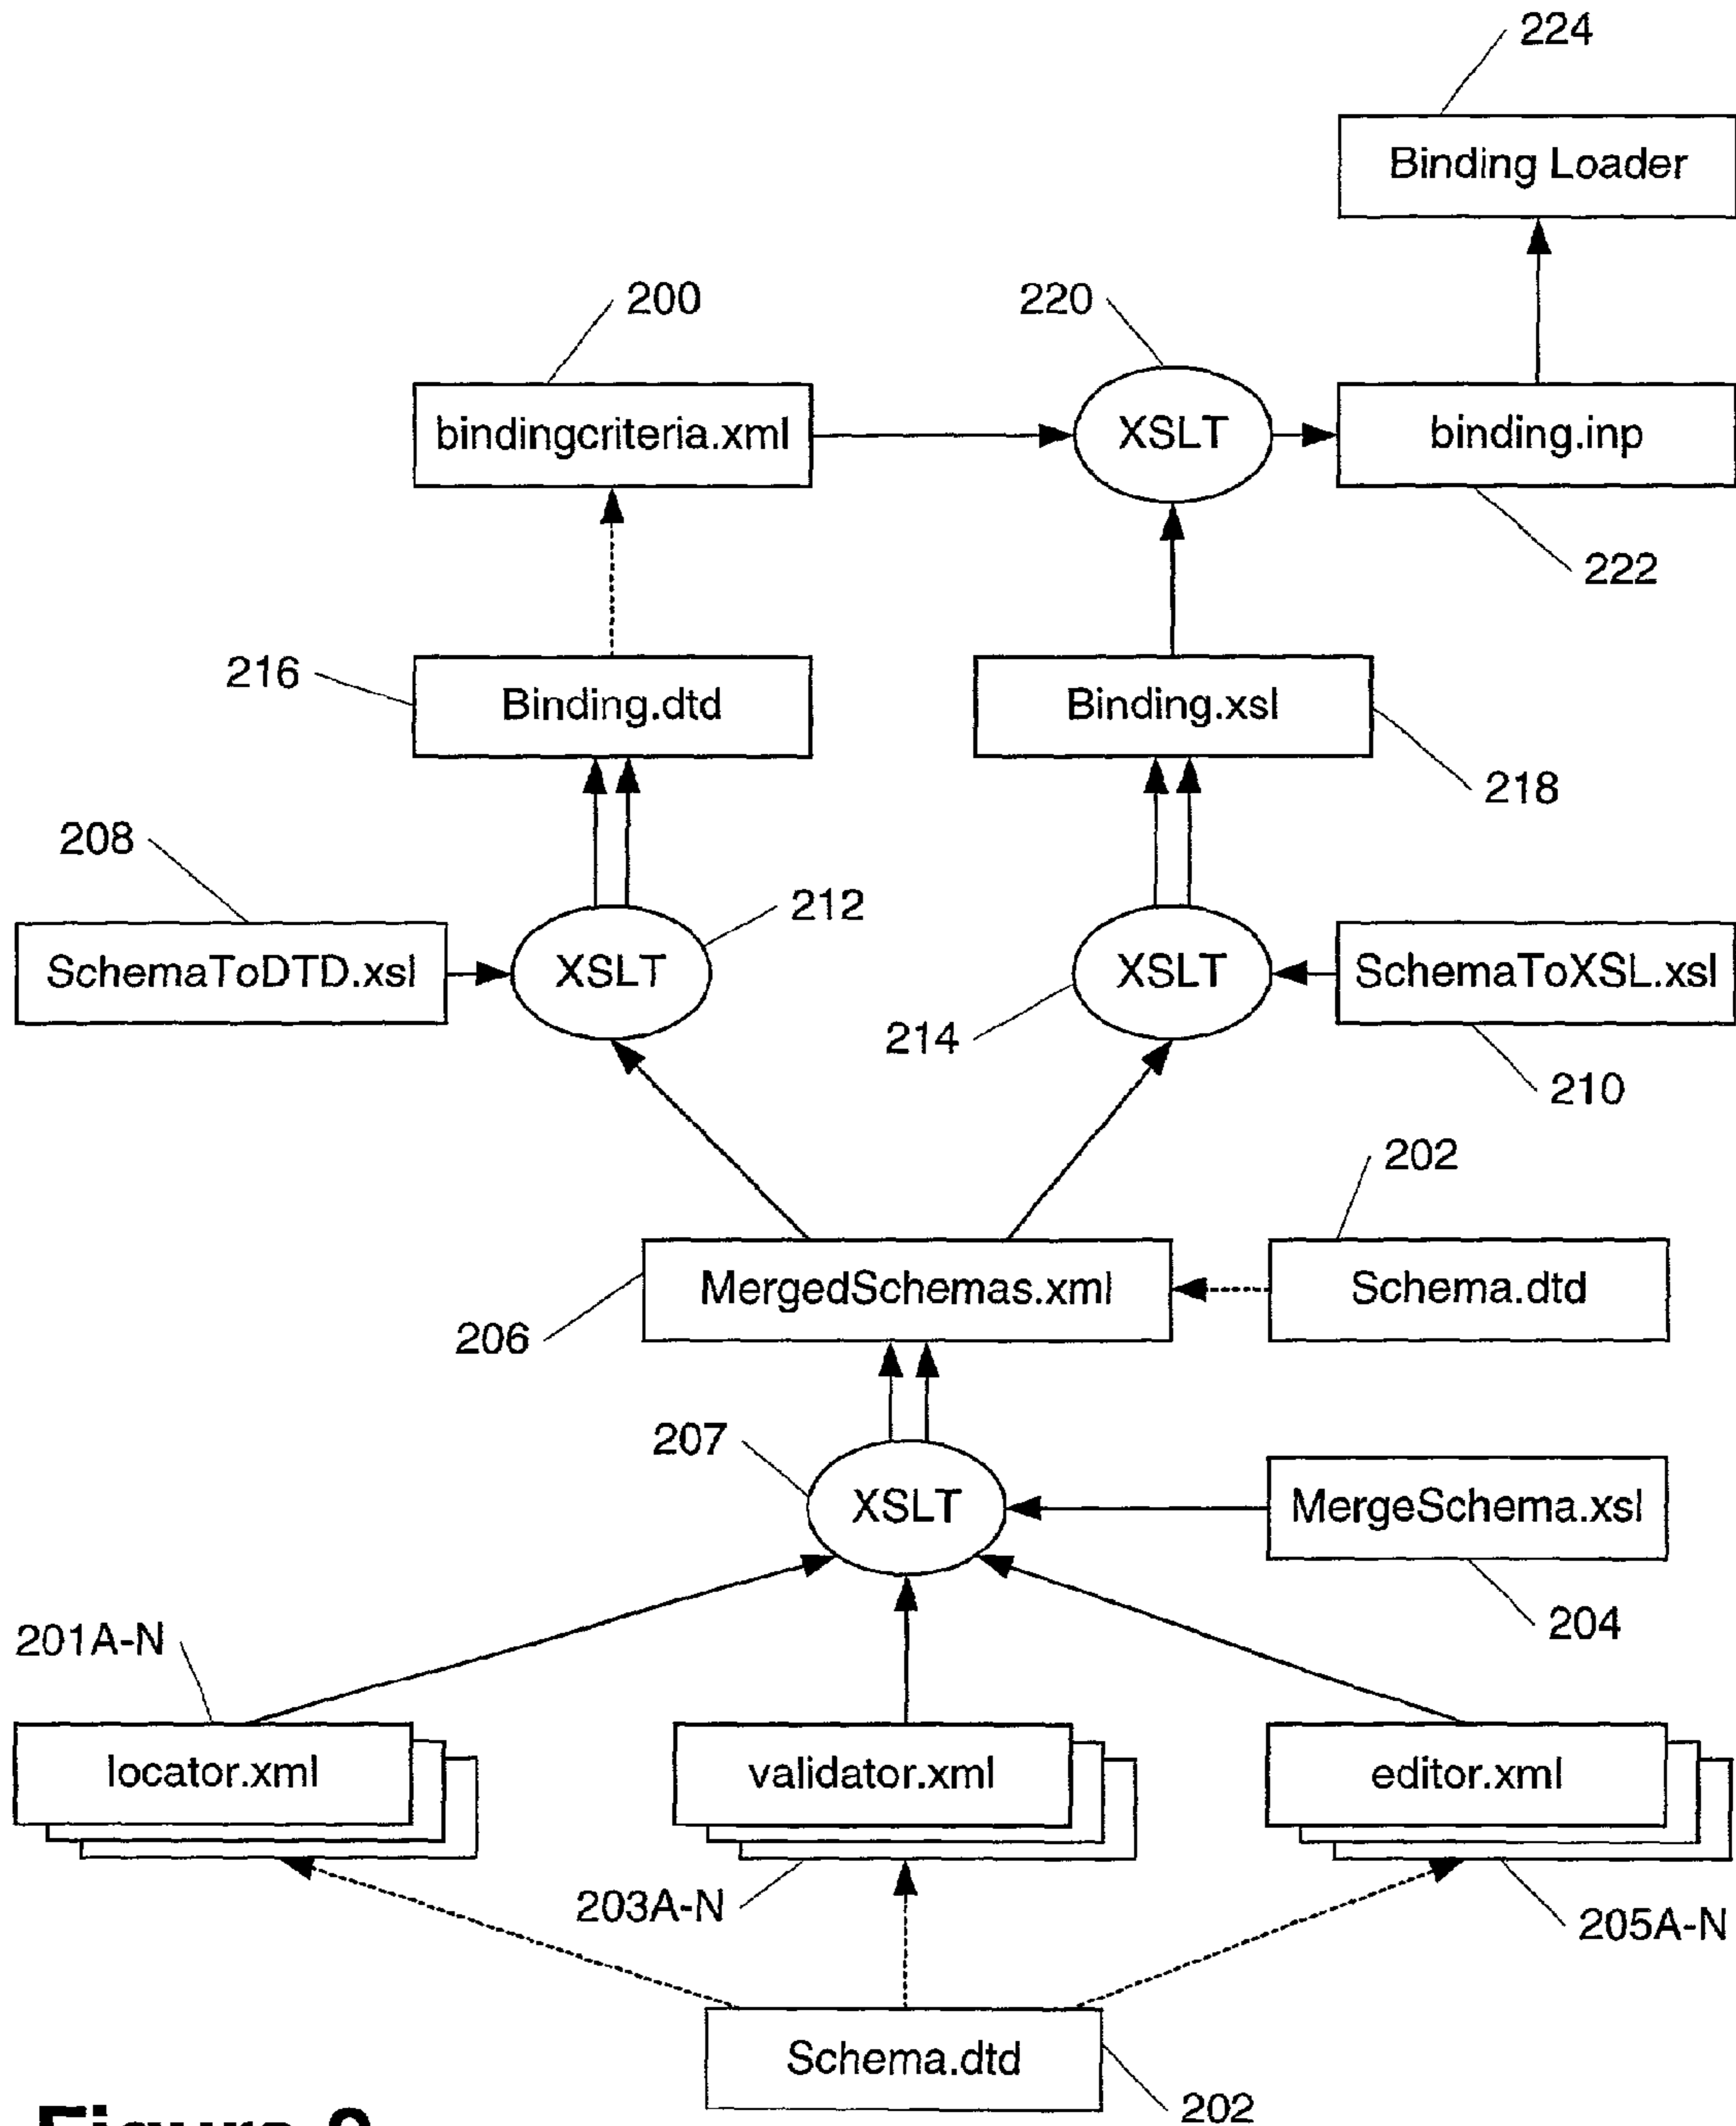 224
Binding Loader
200
220
bindingcriteria.xml
XSLT
binding.inp
222
216
Binding.dtd
Binding.xsl
218
208
212
SchemaToDTD.xsl
XSLT
XSLT
SchemaToXSL.xsl
214
210
202
MergedSchemas.xml
Schema.dtd
206
207
XSLT
MergeSchema.xsl
204
201A-N
locator.xml
validator.xml
editor.xml
203A-N
205A-N
Schema.dtd
202
Figure